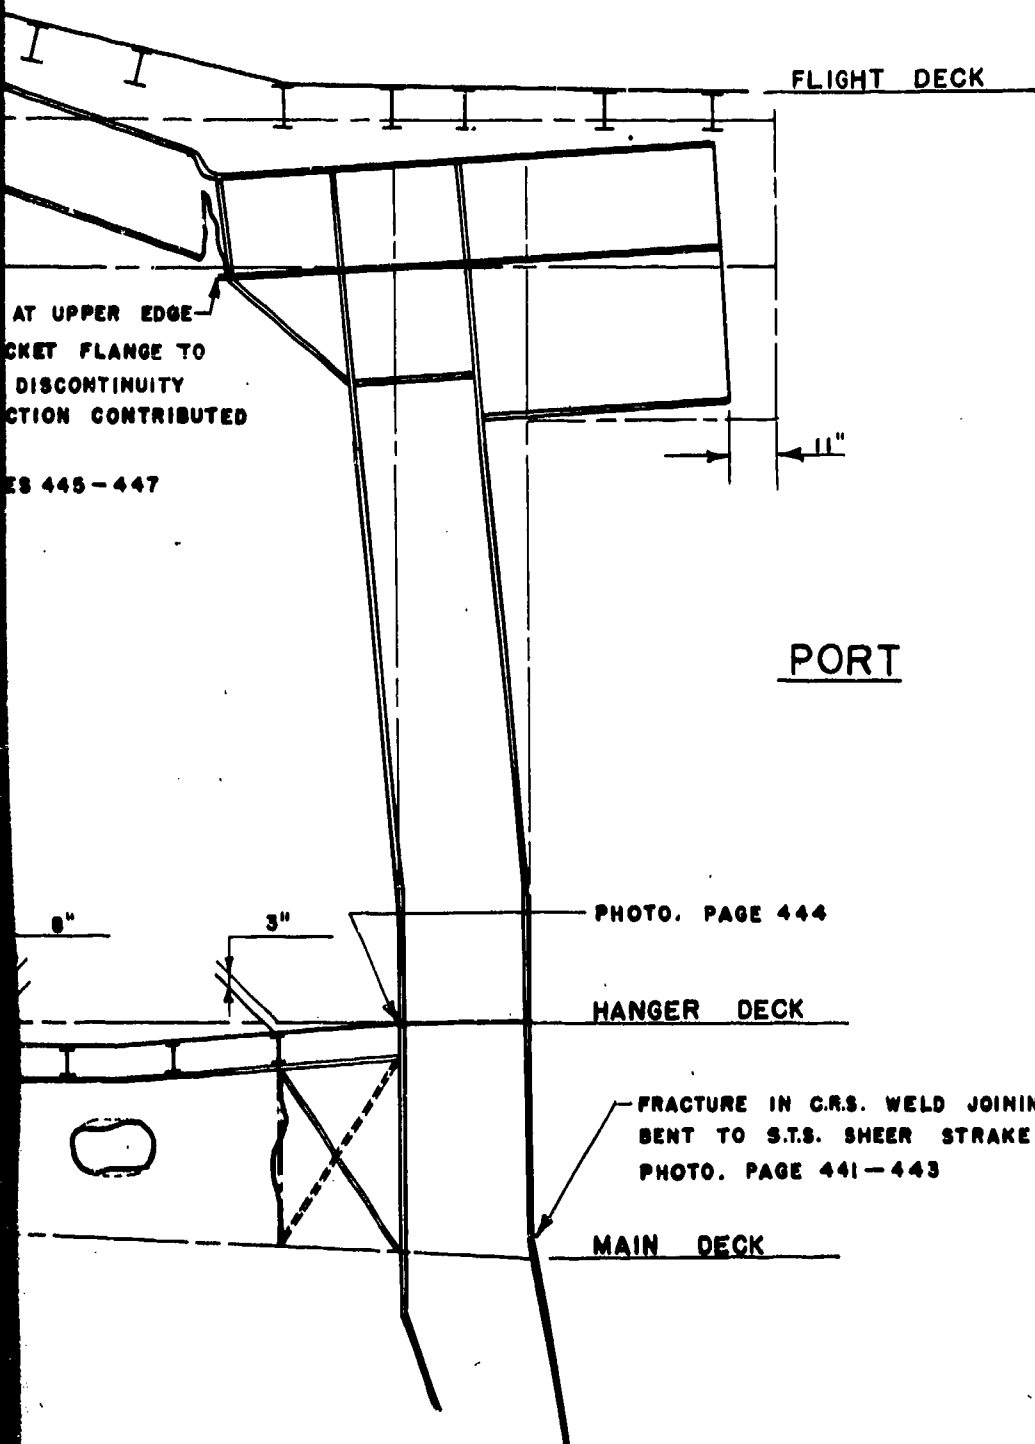 FLIGHT DECK
AT UPPER EDGE
CKET FLANGE TO
DISCONTINUITY
CTION CONTRIBUTED
ES 445-447
11"
PORT
8"
3"
PHOTO. PAGE 444
HANGER DECK
FRACTURE IN C.R.S. WELD JOININ
BENT TO S.T.S. SHEER STRAKE
PHOTO. PAGE 441-443
MAIN DECK